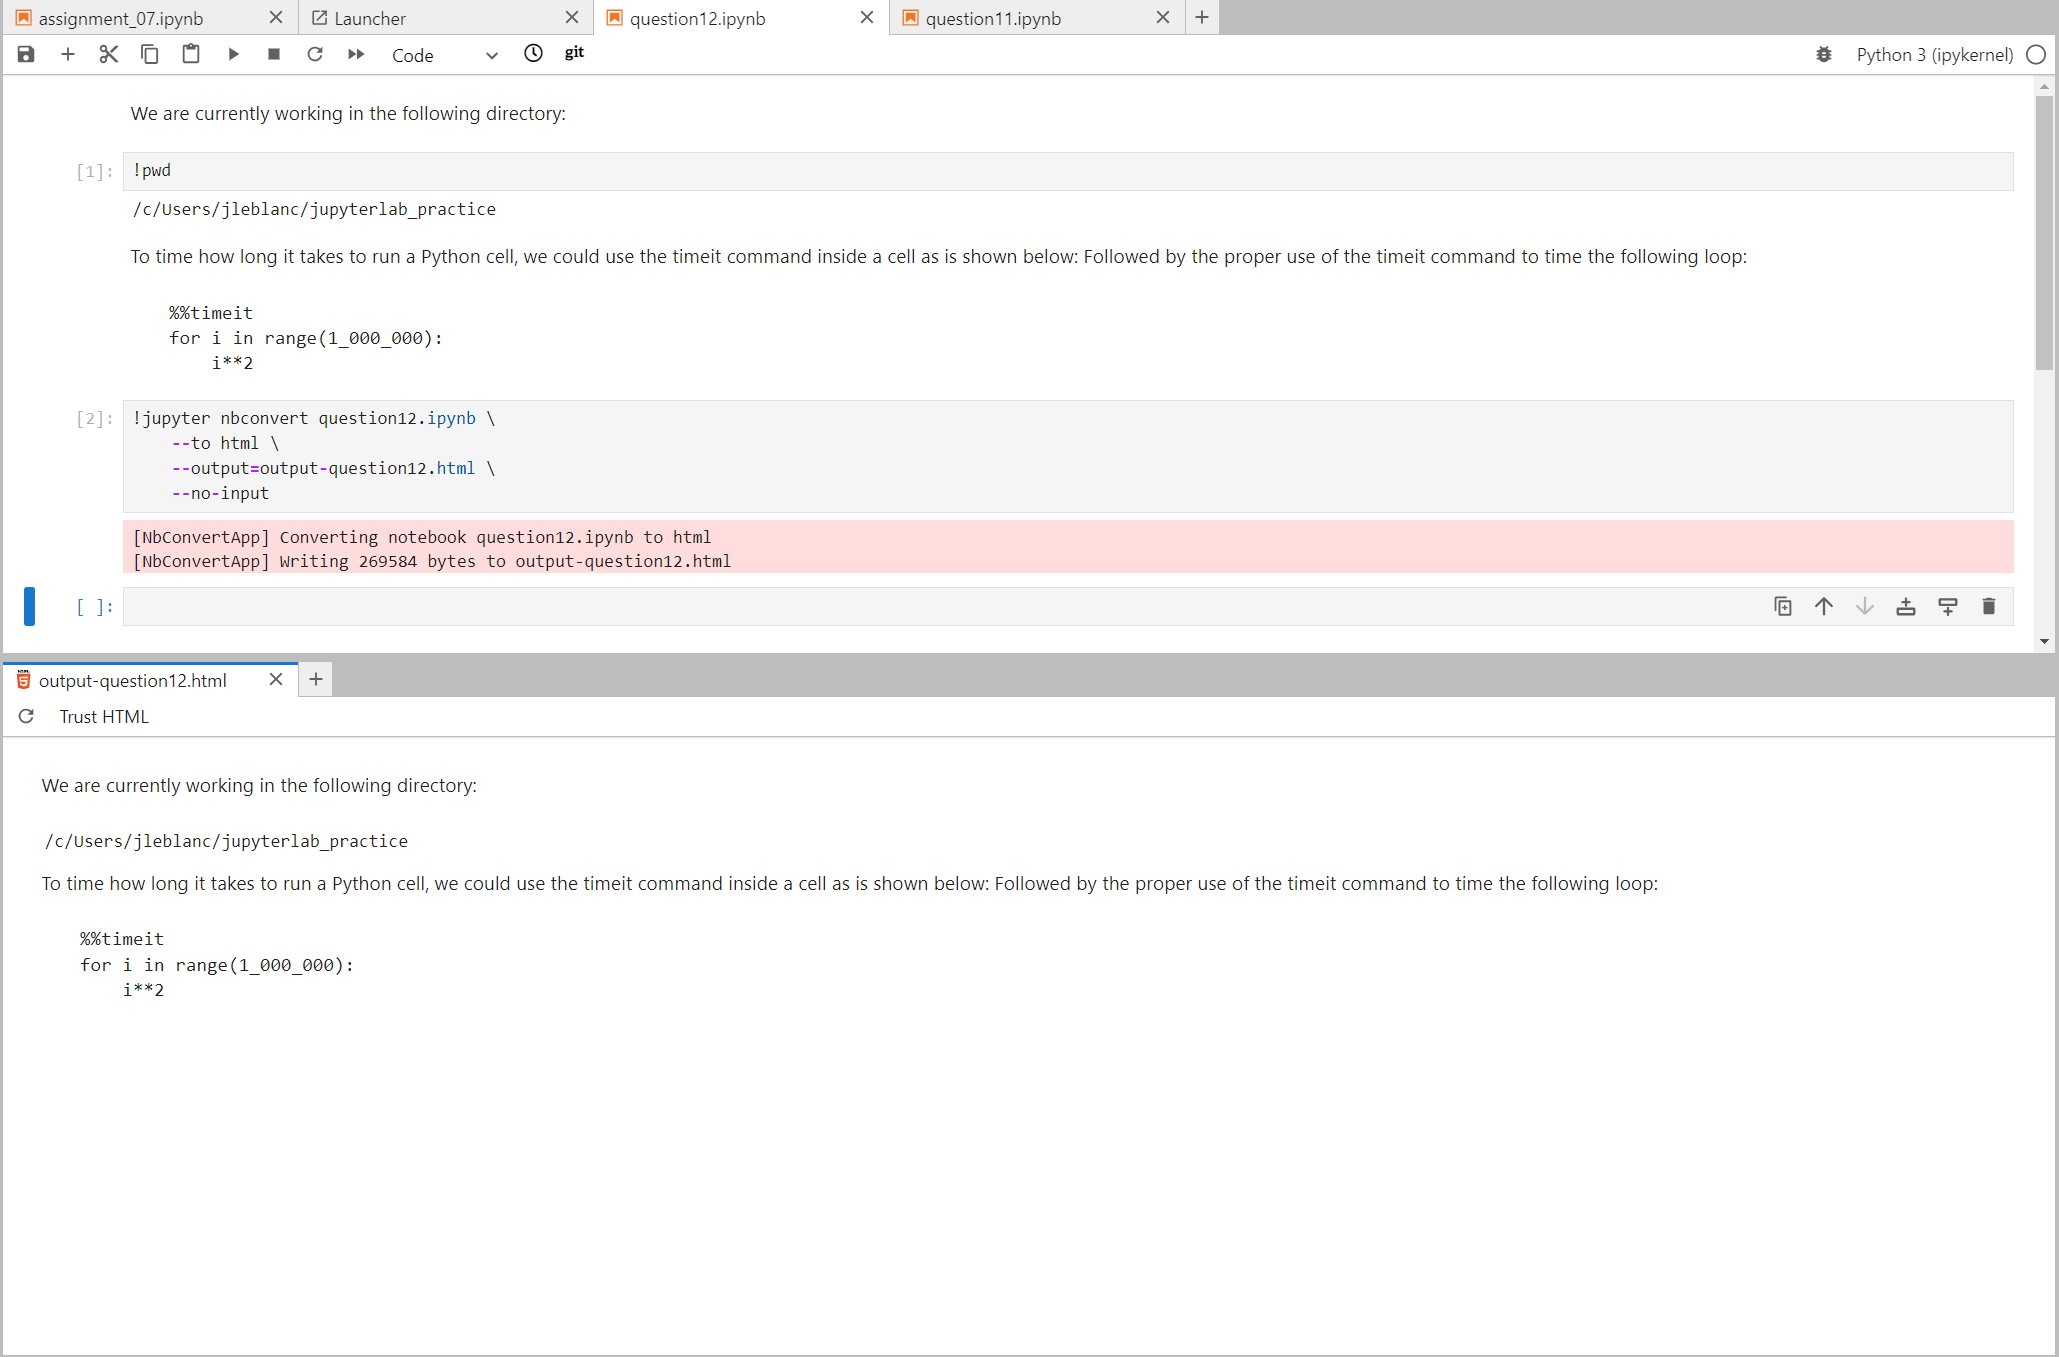 assignment_07.ipynb
Launcher
question12.ipynb
question11.ipynb
Code
git
Python 3 (ipykernel)
We are currently working in the following directory:
[1]:
!pwd
/c/Users/jleblanc/jupyterlab_practice
To time how long it takes to run a Python cell, we could use the timeit command inside a cell as is shown below: Followed by the proper use of the timeit command to time the following loop:
%%timeit
for i in range(1_000_000):
    i**2
[2]:
!jupyter nbconvert question12.ipynb \
    --to html \
    --output=output-question12.html \
    --no-input
[NbConvertApp] Converting notebook question12.ipynb to html
[NbConvertApp] Writing 269584 bytes to output-question12.html
[ ]:
output-question12.html
Trust HTML
We are currently working in the following directory:
/c/Users/jleblanc/jupyterlab_practice
To time how long it takes to run a Python cell, we could use the timeit command inside a cell as is shown below: Followed by the proper use of the timeit command to time the following loop:
%%timeit
for i in range(1_000_000):
    i**2